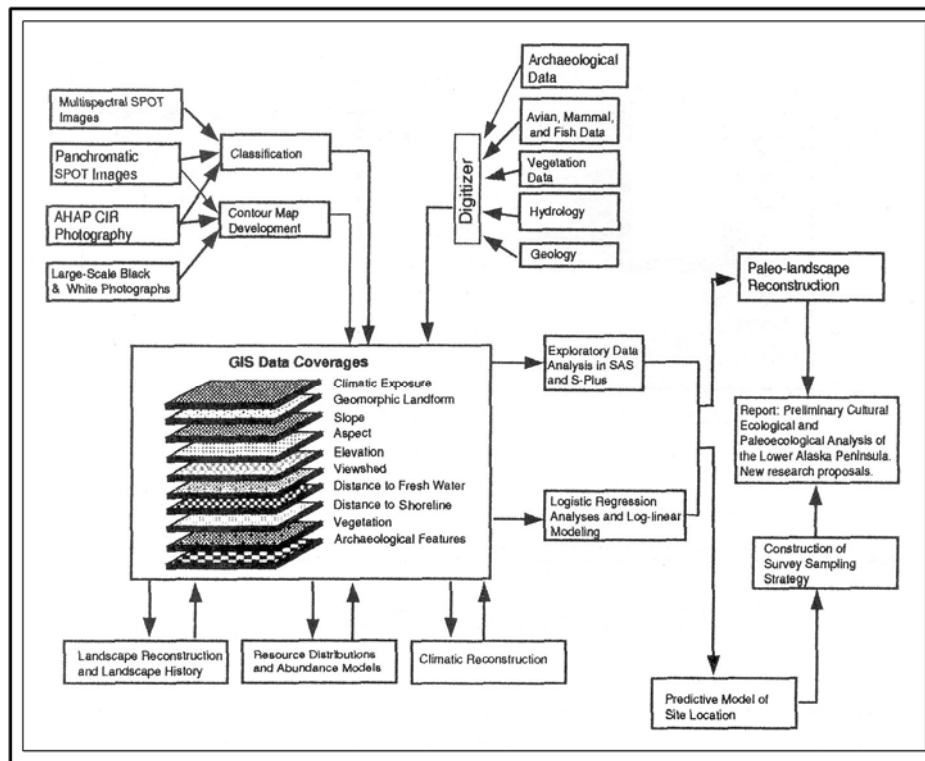 Multispectral SPOT
Images
Panchromatic
SPOT Images
AHAP CIR
Photography
Large-Scale Black
& White Photographs
Classification
Contour Map
Development
Digitizer
Archaeological
Data
Avian, Mammal,
and Fish Data
Vegetation
Data
Hydrology
Geology
GIS Data Coverages
Climatic Exposure
Geomorphic Landform
Slope
Aspect
Elevation
Viewshed
Distance to Fresh Water
Distance to Shoreline
Vegetation
Archaeological Features
Landscape Reconstruction
and Landscape History
Resource Distributions
and Abundance Models
Climatic Reconstruction
Exploratory Data
Analysis in SAS
and S-Plus
Logistic Regression
Analyses and Log-linear
Modeling
Paleo-landscape
Reconstruction
Report: Preliminary Cultural
Ecological and
Paleoecological Analysis of
the Lower Alaska Peninsula.
New research proposals.
Construction of
Survey Sampling
Strategy
Predictive Model of
Site Location